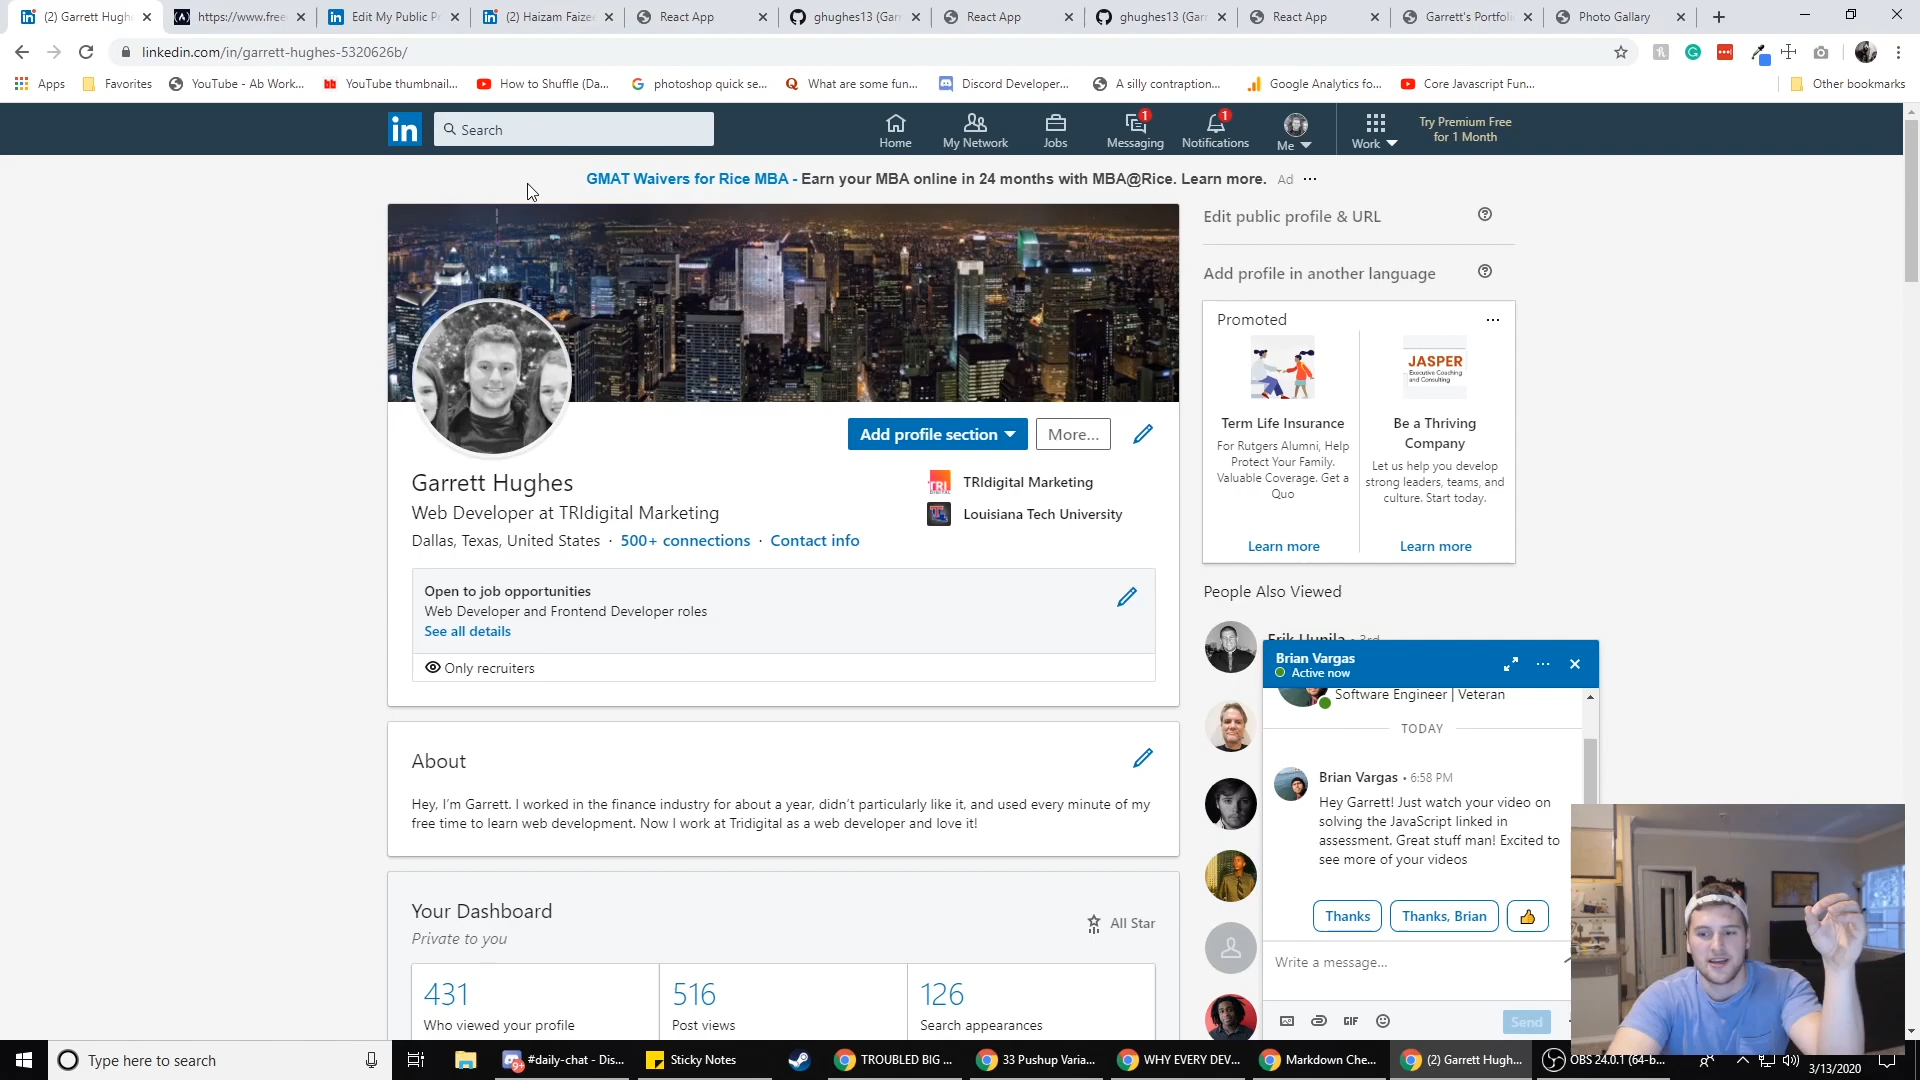 (2) Garrett Hugh
https://www.free
Edit My Public P
(2) Haizam Faize
React App
ghughes13 (Gar
React App
ghughes13 (Gar
React App
Garrett's Portfoli
Photo Gallary
linkedin.com/in/garrett-hughes-5320626b/
Apps
Favorites
YouTube - Ab Work...
YouTube thumbnail...
How to Shuffle (Da...
photoshop quick se...
What are some fun...
Discord Developer...
A silly contraption...
Google Analytics fo...
Core Javascript Fun...
Other bookmarks
in
Search
Home
My Network
Jobs
1
Messaging
1
Notifications
Me
Work
Try Premium Free
for 1 Month
GMAT Waivers for Rice MBA - Earn your MBA online in 24 months with MBA@Rice. Learn more. Ad ...
Edit public profile & URL
Add profile in another language
Promoted
...
JASPER
Executive Coaching
and Consulting
Term Life Insurance
For Rutgers Alumni, Help
Protect Your Family.
Valuable Coverage. Get a
Quo
Learn more
Be a Thriving
Company
Let us help you develop
strong leaders, teams, and
culture. Start today.
Learn more
Add profile section
More...
Garrett Hughes
Web Developer at TRIdigital Marketing
Dallas, Texas, United States · 500+ connections · Contact info
TRI
TRIdigital Marketing
Louisiana Tech University
Open to job opportunities
Web Developer and Frontend Developer roles
See all details
Only recruiters
About
Hey, I'm Garrett. I worked in the finance industry for about a year, didn't particularly like it, and used every minute of my
free time to learn web development. Now I work at Tridigital as a web developer and love it!
Your Dashboard
Private to you
All Star
431
Who viewed your profile
516
Post views
126
Search appearances
People Also Viewed
Erik Hunila • 3rd
Brian Vargas
Active now
Software Engineer | Veteran
TODAY
Brian Vargas • 6:58 PM
Hey Garrett! Just watch your video on
solving the JavaScript linked in
assessment. Great stuff man! Excited to
see more of your videos
Thanks
Thanks, Brian
Write a message...
GIF
Send
Type here to search
#daily-chat - Dis...
Sticky Notes
TROUBLED BIG ...
33 Pushup Varia...
WHY EVERY DEV...
Markdown Che...
(2) Garrett Hugh...
OBS 24.0.1 (64-b...
3/13/2020